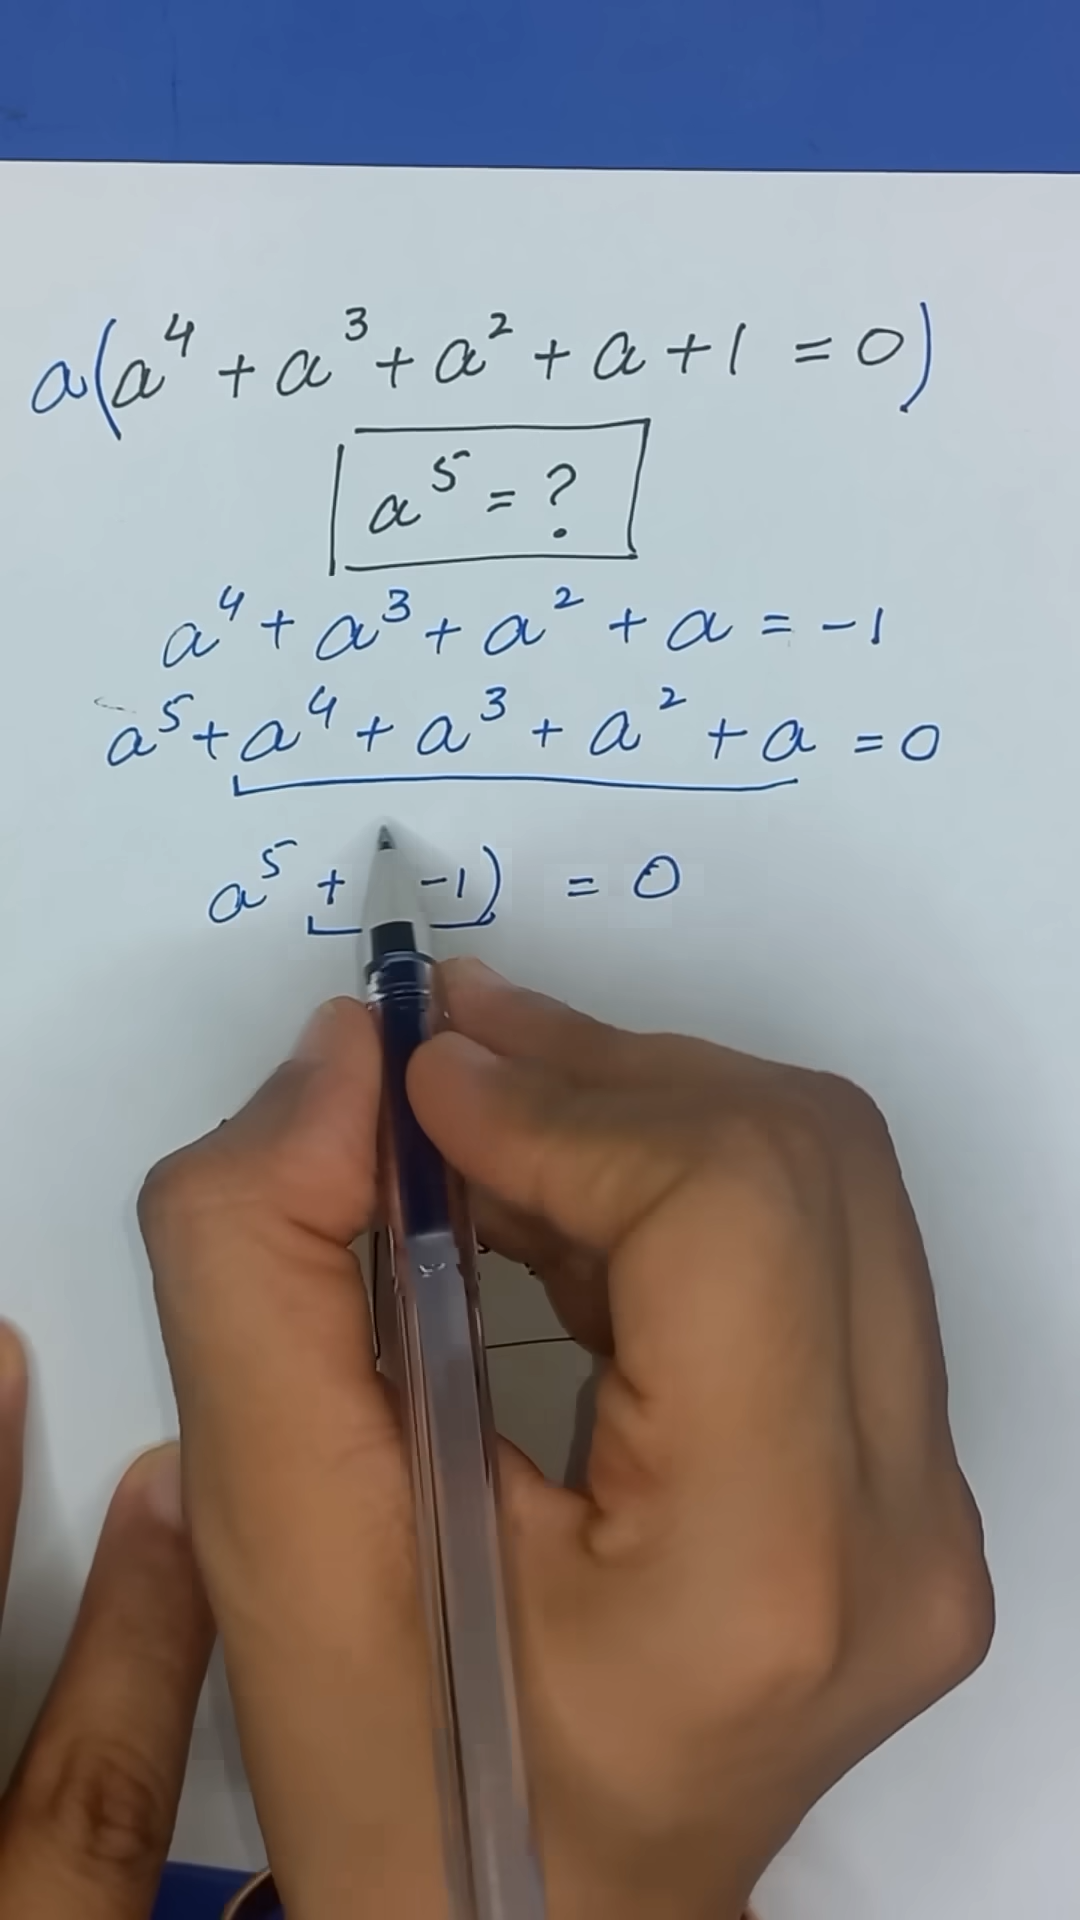 a(a⁴ + a³ + a² + a + 1 = 0)
a⁵ = ?
a⁴ + a³ + a² + a = -1
a⁵ + a⁴ + a³ + a² + a = 0
a⁵ + -1) = 0